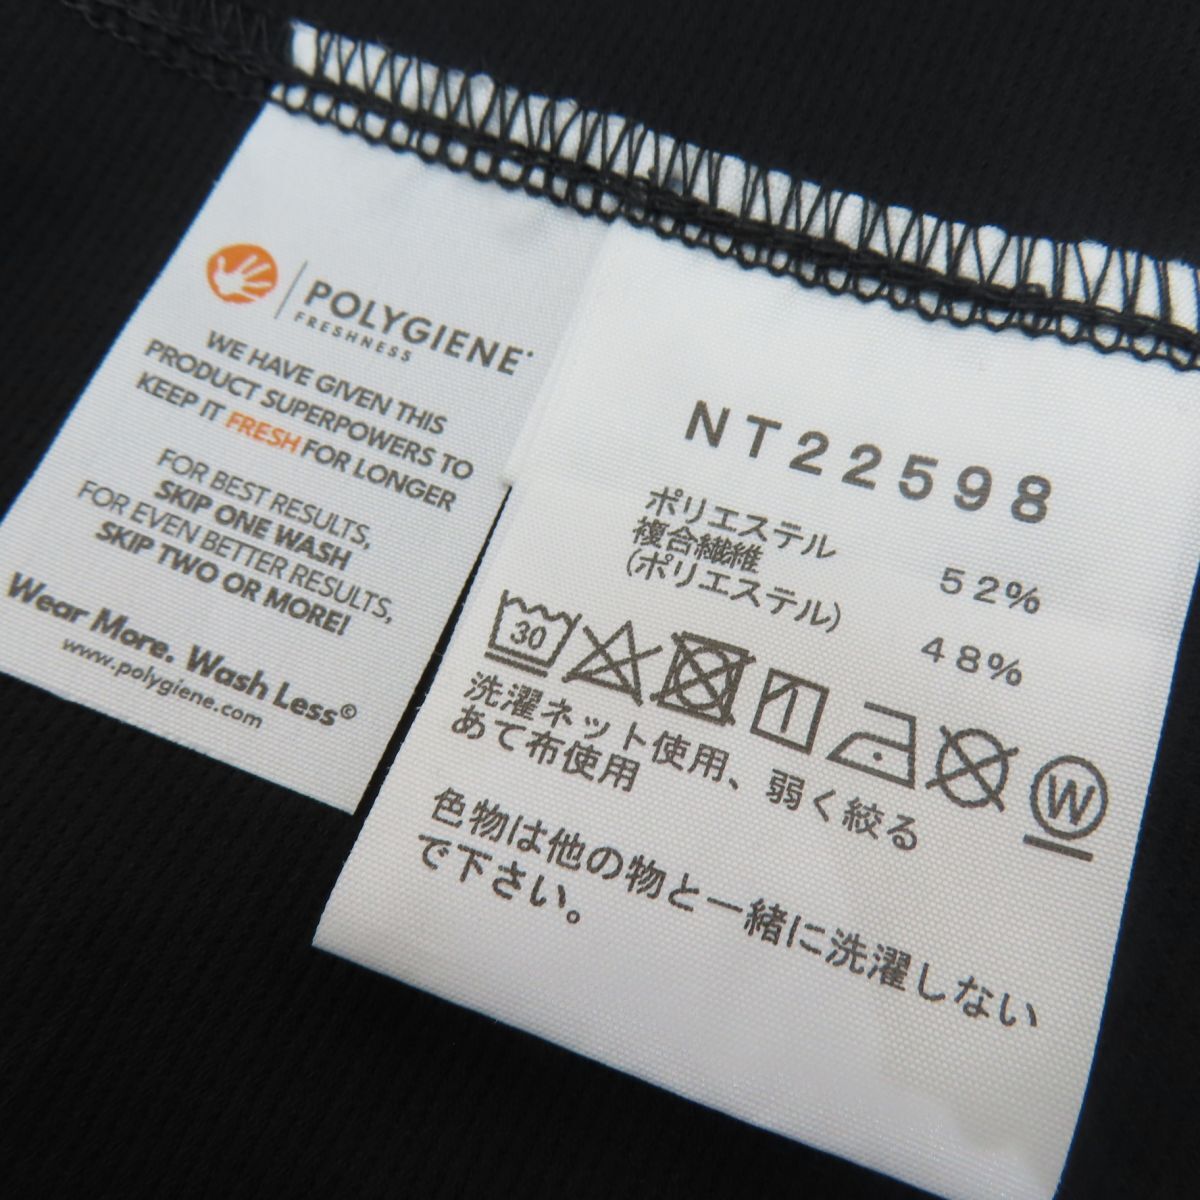 POLYGIENE
FRESHNESS
WE HAVE GIVEN THIS
PRODUCT SUPERPOWERS TO
KEEP IT FRESH FOR LONGER
FOR BEST RESULTS,
SKIP ONE WASH
FOR EVEN BETTER RESULTS,
SKIP TWO OR MORE!
Wear More. Wash Less©
www.polygiene.com
NT22598
ポリエステル 52%
複合繊維
(ポリエステル) 48%
30
W
洗濯ネット使用、弱く絞る
あて布使用
色物は他の物と一緒に洗濯しない
で下さい。